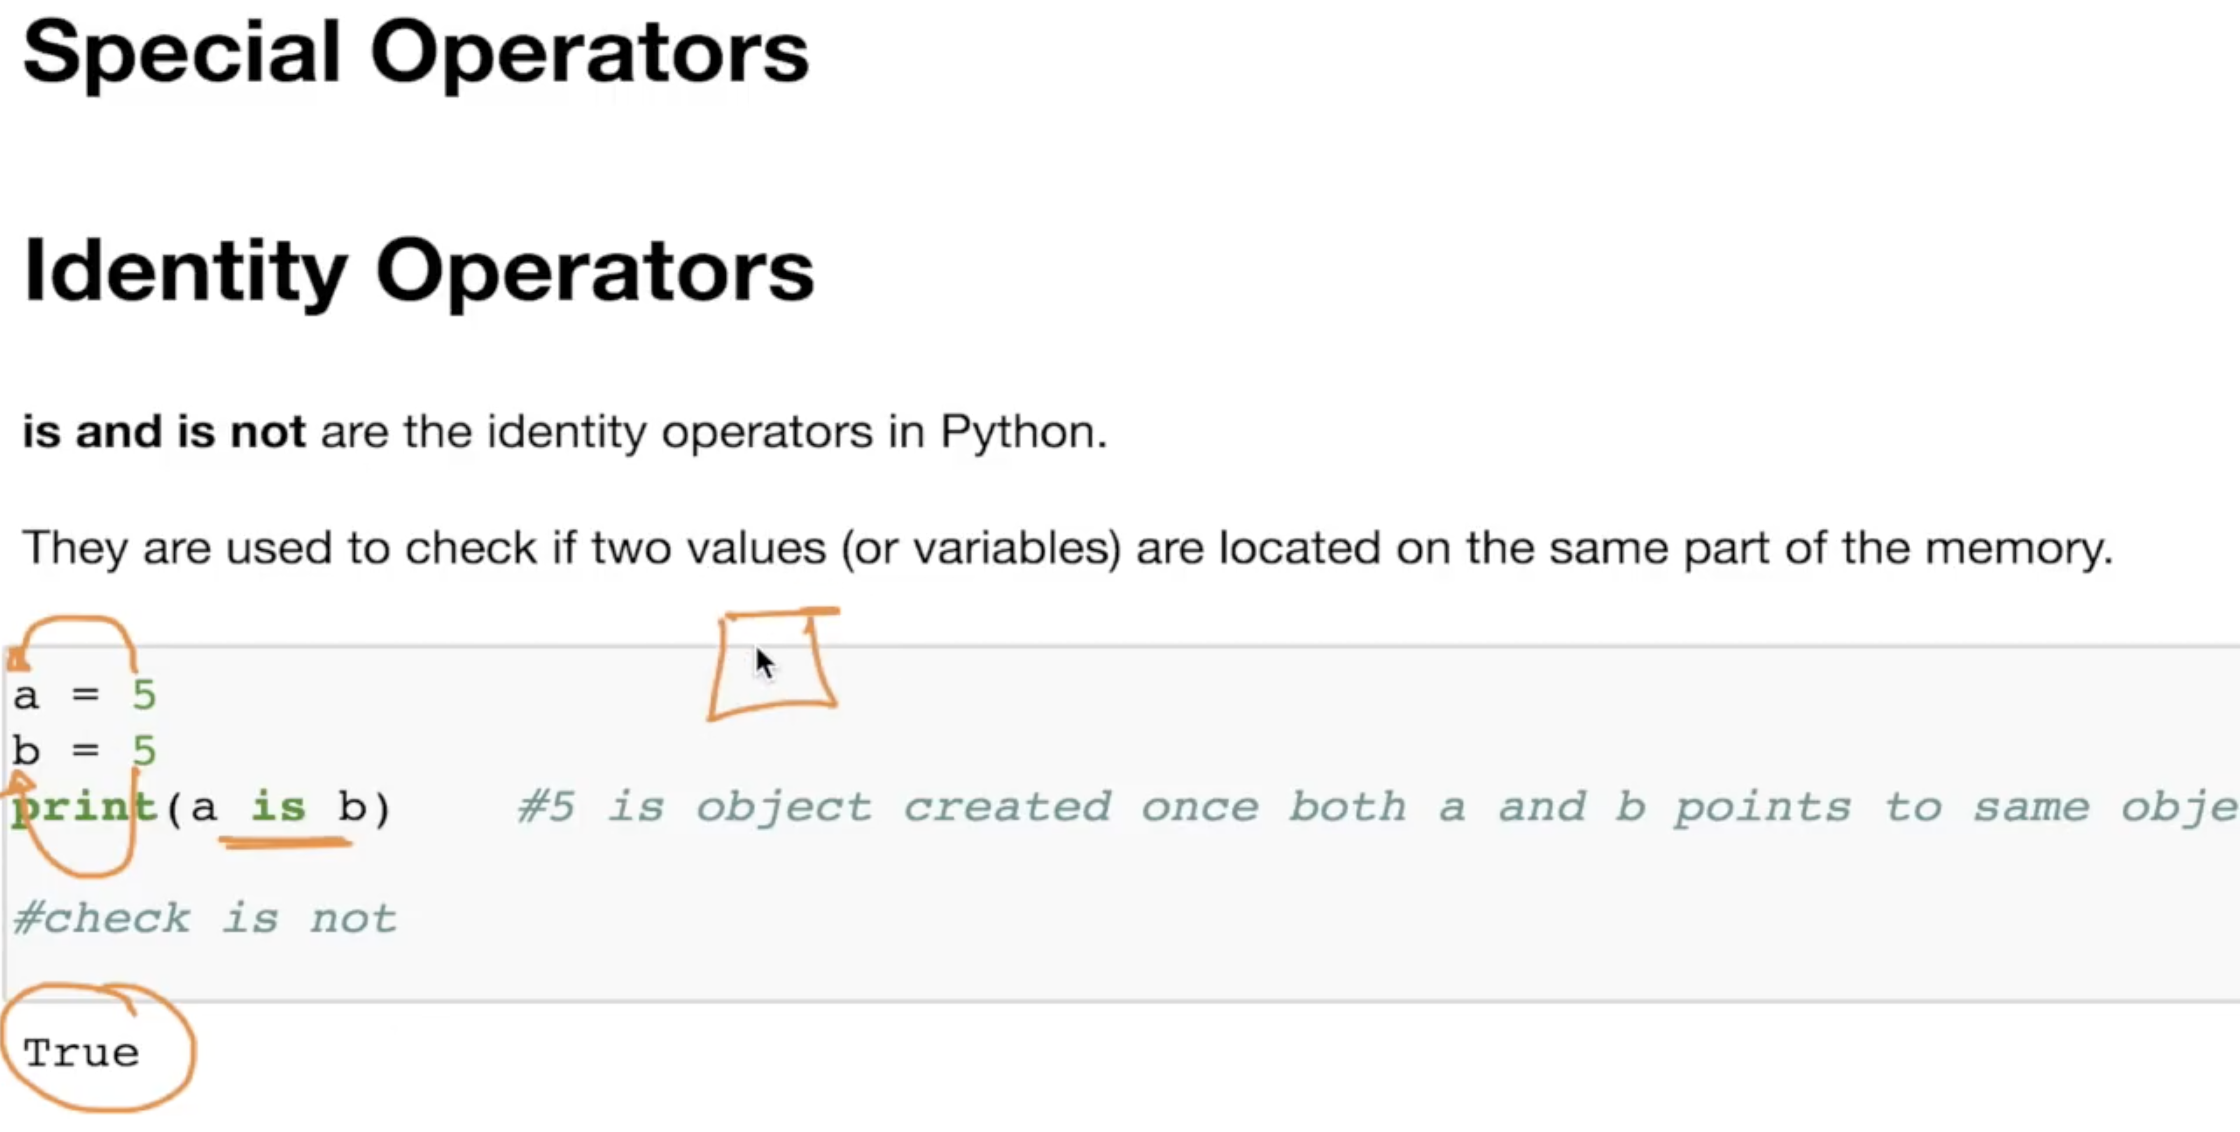 Special Operators
Identity Operators
is and is not are the identity operators in Python.
They are used to check if two values (or variables) are located on the same part of the memory.
a = 5
b = 5
print(a is b)    #5 is object created once both a and b points to same obje
#check is not
True